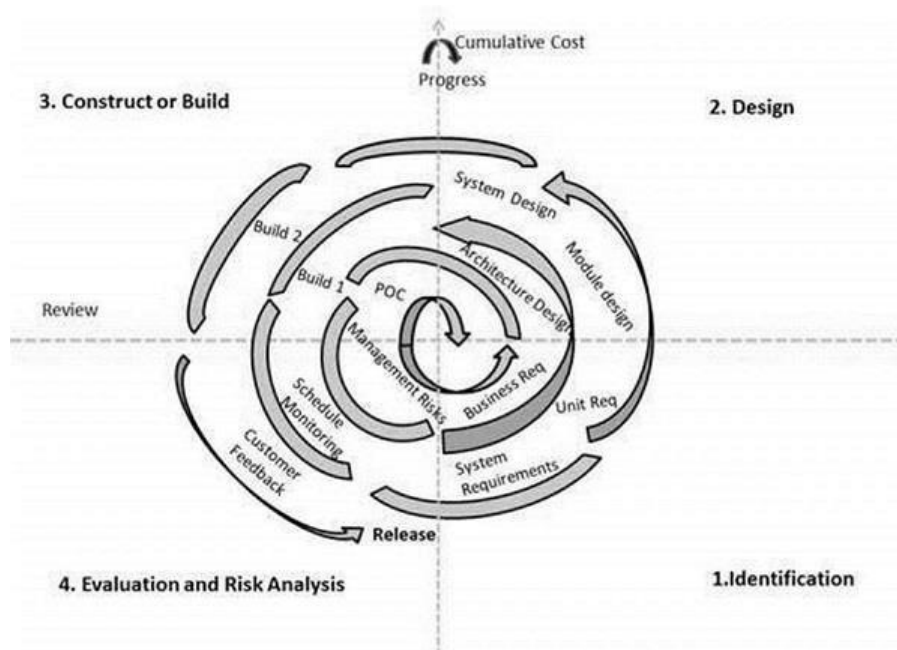 Cumulative Cost
Progress
3. Construct or Build
2. Design
System Design
Build 2
Architecture Design
Module design
Build 1
POC
Review
Management Risks
Business Req
Schedule
Monitoring
Unit Req
Customer
Feedback
System
Requirements
Release
4. Evaluation and Risk Analysis
1.Identification